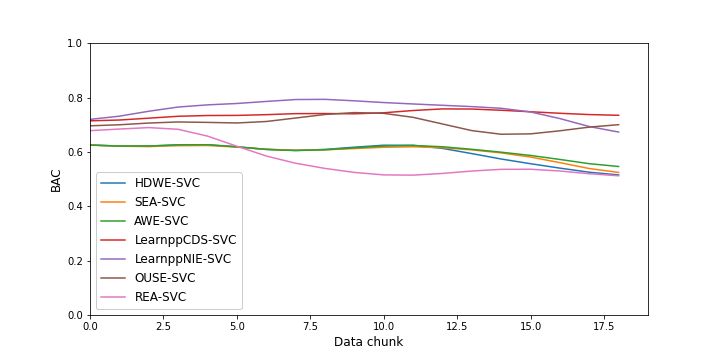 1.0
0.8
0.6
0.4
0.2
0.0
BAC
HDWE-SVC
SEA-SVC
AWE-SVC
LearnppCDS-SVC
LearnppNIE-SVC
OUSE-SVC
REA-SVC
0.0 2.5 5.0 7.5 10.0 12.5 15.0 17.5
Data chunk